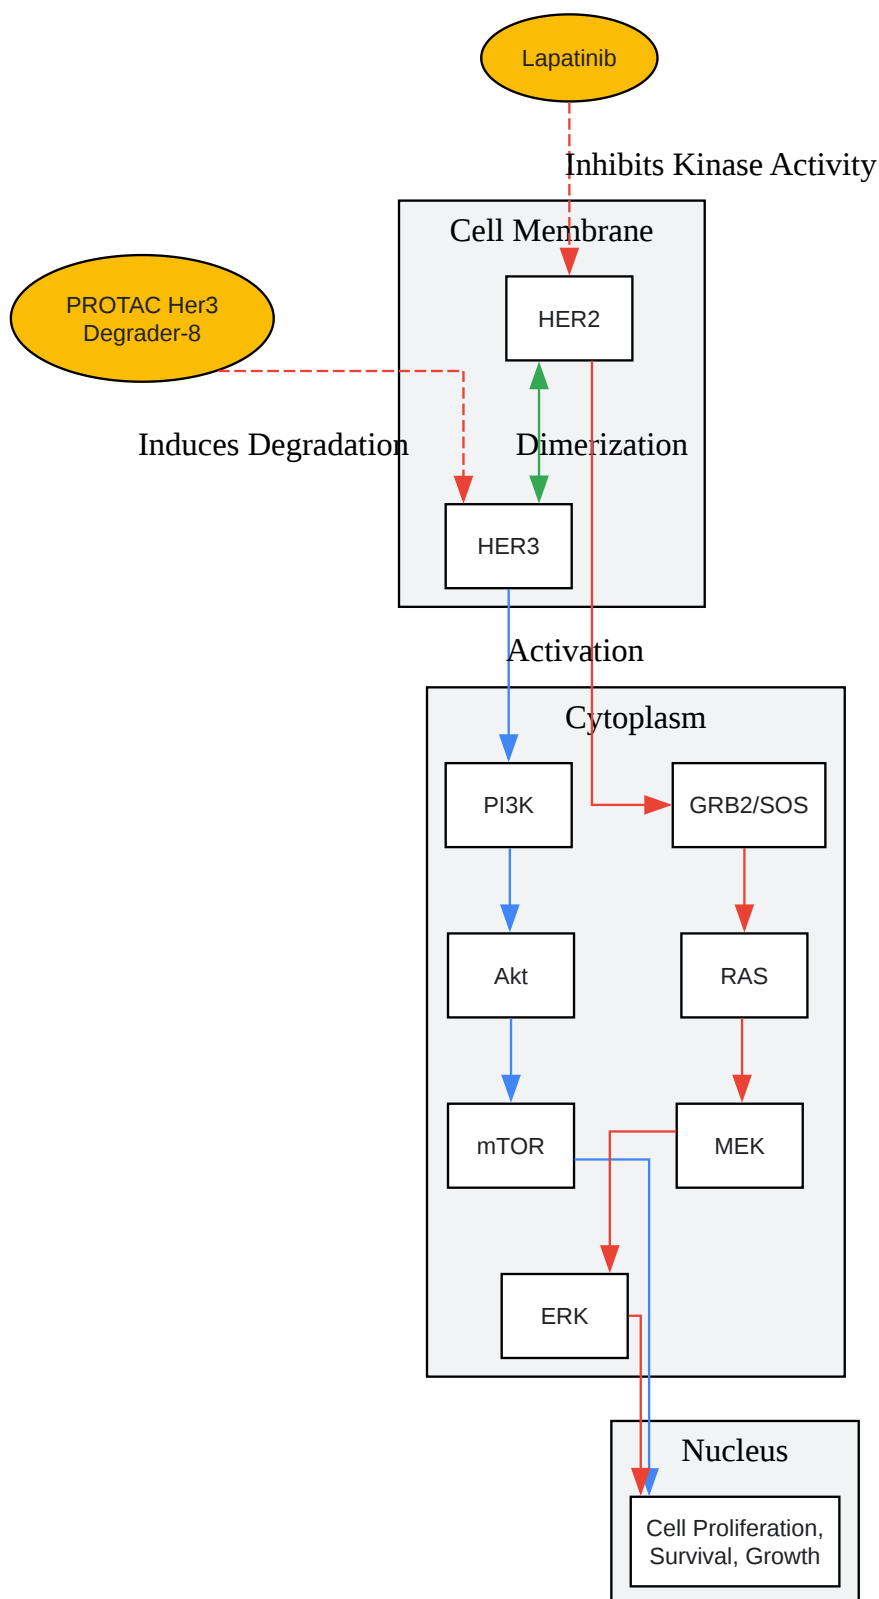 Lapatinib
Inhibits Kinase Activity
Cell Membrane
PROTAC Her3
Degrader-8
HER2
Induces Degradation
Dimerization
HER3
Activation
Cytoplasm
PI3K
GRB2/SOS
Akt
RAS
mTOR
MEK
ERK
Nucleus
Cell Proliferation,
Survival, Growth